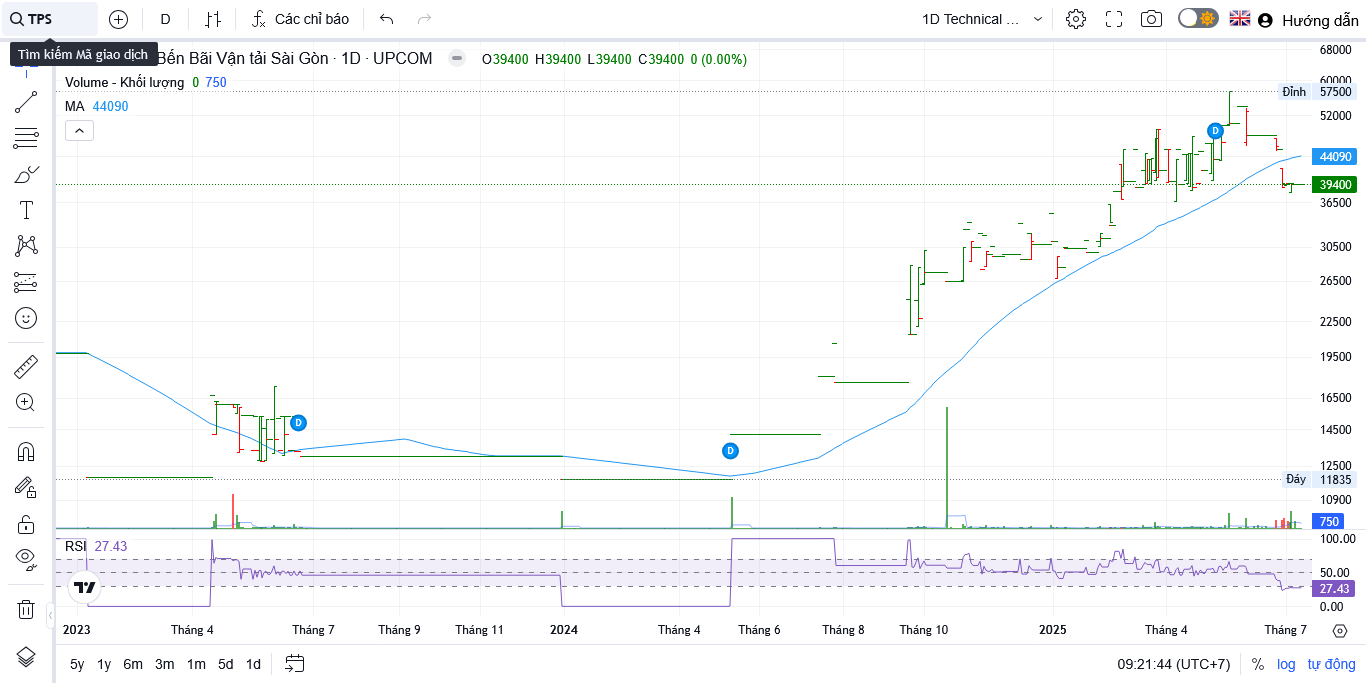 TPS D Các chỉ báo 1D Technical ... Hướng dẫn
Tìm kiếm Mã giao dịch
Bến Bãi Vận tải Sài Gòn · 1D · UPCOM O39400 H39400 L39400 C39400 0 (0.00%)
Volume - Khối lượng 0 750
MA 44090
68000
60000
Đỉnh 57500
52000
D
44090
39400
36500
30500
26500
22500
19500
16500
D
14500
D
12500
Đáy 11835
10900
750
RSI 27.43
100.00
50.00
27.43
0.00
2023 Tháng 4 Tháng 7 Tháng 9 Tháng 11 2024 Tháng 4 Tháng 6 Tháng 8 Tháng 10 2025 Tháng 4 Tháng 7
5y 1y 6m 3m 1m 5d 1d 09:21:44 (UTC+7) % log tự động